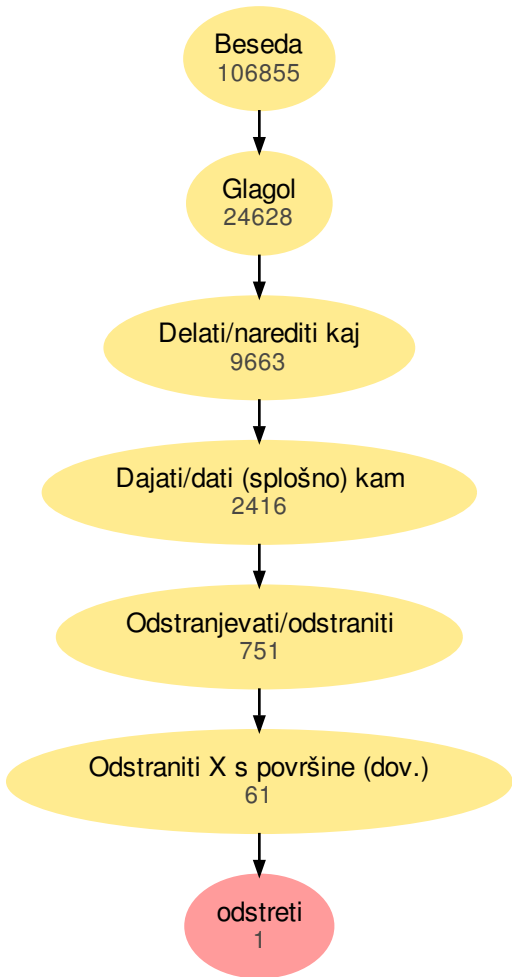 Beseda
106855
Glagol
24628
Delati/narediti kaj
9663
Dajati/dati (splošno) kam
2416
Odstranjevati/odstraniti
751
Odstraniti X s površine (dov.)
61
odstreti
1